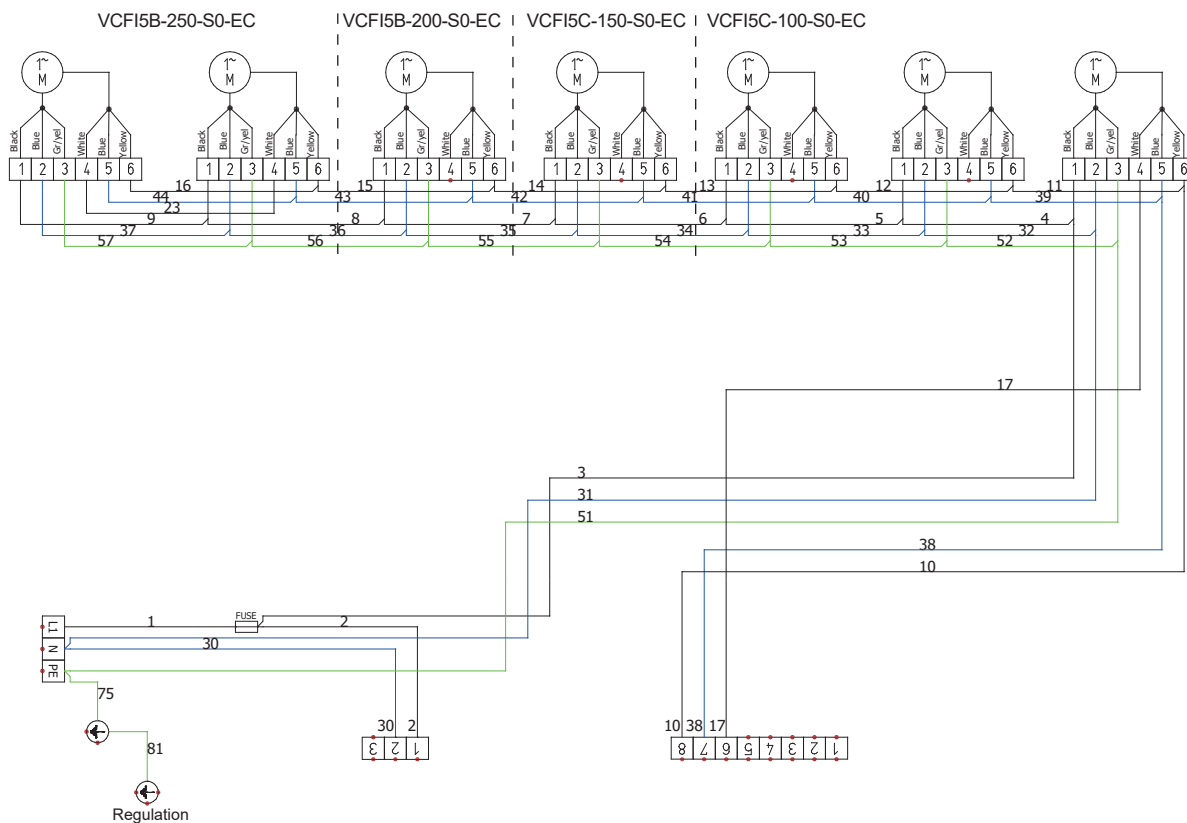 VCFI5B-250-S0-EC VCFI5B-200-S0-EC VCFI5C-150-S0-EC VCFI5C-100-S0-EC
1~ 1~ 1~ 1~ 1~ 1~ 1~
M M M M M M M
Black Blue Gr/yel White Blue Yellow Black Blue Gr/yel White Blue Yellow Black Blue Gr/yel White Blue Yellow Black Blue Gr/yel White Blue Yellow Black Blue Gr/yel White Blue Yellow Black Blue Gr/yel White Blue Yellow Black Blue Gr/yel White Blue Yellow
1 2 3 4 5 6 1 2 3 4 5 6 1 2 3 4 5 6 1 2 3 4 5 6 1 2 3 4 5 6 1 2 3 4 5 6 1 2 3 4 5 6
16 15 14 13 12 11
44 43 42 41 40 39
23
9 8 7 6 5 4
37 36 35 34 33 32
57 56 55 54 53 52
17
3
31
51
38
10
FUSE
L1 1 2
N 30
PE
75
30 2 10 38 17
3 2 1 8 7 6 5 4 3 2 1
81
Regulation